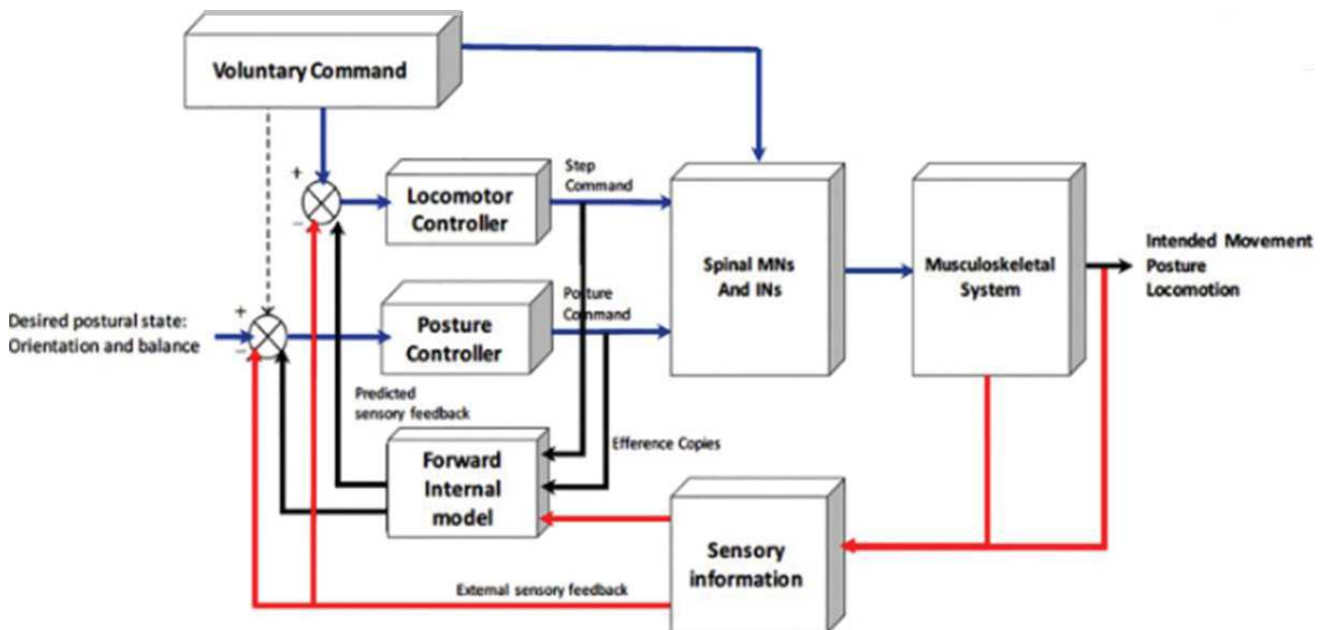 Voluntary Command
+
Step
Command
Locomotor
Controller
–
Spinal MNs
And INs
Musculoskeletal
System
Intended Movement
Posture
Locomotion
Desired postural state:
Orientation and balance
+
–
Posture
Controller
Posture
Command
Predicted
sensory feedback
Efference Copies
Forward
Internal
model
Sensory
information
External sensory feedback